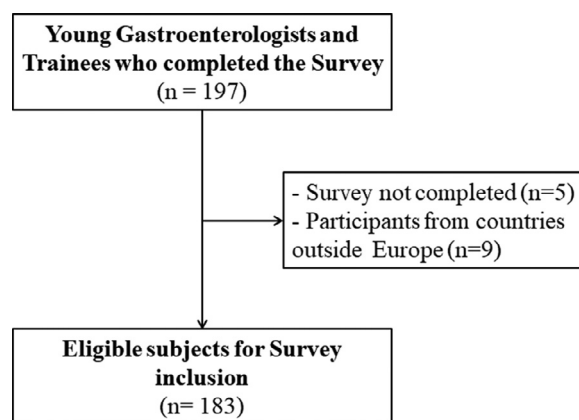 Young Gastroenterologists and
Trainees who completed the Survey
(n = 197)
- Survey not completed (n=5)
- Participants from countries
outside Europe (n=9)
Eligible subjects for Survey
inclusion
(n= 183)